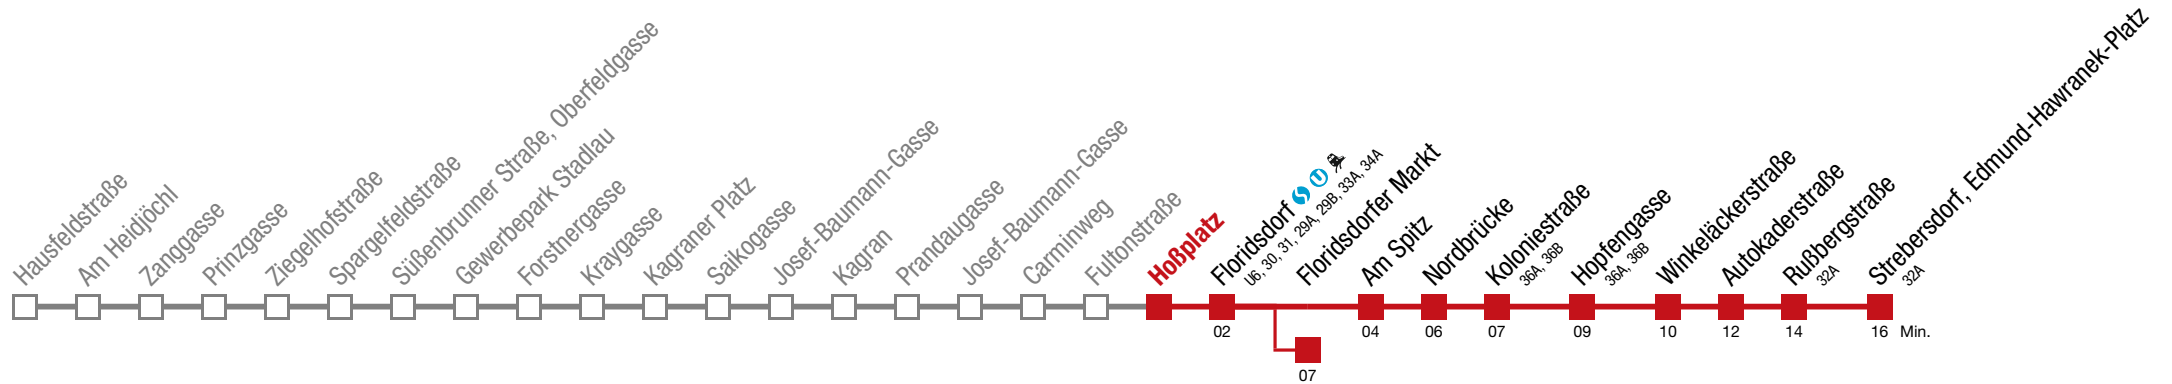 Hausfeldstraße
Am Heidjöchl
Zanggasse
Prinzgasse
Ziegelhofstraße
Spargelfeldstraße
Süßenbrunner Straße, Oberfeldgasse
Gewerbepark Stadlau
Forstnergasse
Kraygasse
Kagraner Platz
Saikogasse
Josef-Baumann-Gasse
Kagran
Prandaugasse
Josef-Baumann-Gasse
Carminweg
Fultonstraße
Hoßplatz
Floridsdorf S U
U6, 30, 31, 29A, 29B, 33A, 34A
Floridsdorfer Markt
Am Spitz
Nordbrücke
Koloniestraße
36A, 36B
Hopfengasse
36A, 36B
Winkeläckerstraße
Autokaderstraße
Rußbergstraße
32A
Strebersdorf, Edmund-Hawranek-Platz
32A
02 04 06 07 09 10 12 14 16 Min.
07